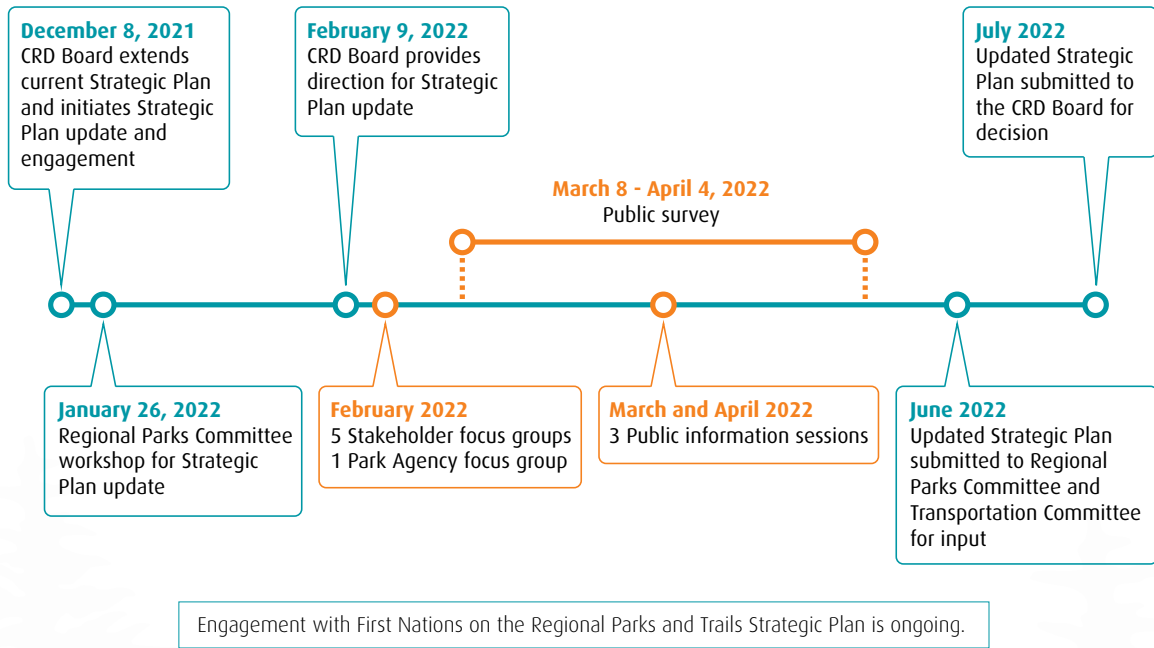 December 8, 2021
CRD Board extends
current Strategic Plan
and initiates Strategic
Plan update and
engagement
February 9, 2022
CRD Board provides
direction for Strategic
Plan update
July 2022
Updated Strategic
Plan submitted to
the CRD Board for
decision
March 8 - April 4, 2022
Public survey
January 26, 2022
Regional Parks Committee
workshop for Strategic
Plan update
February 2022
5 Stakeholder focus groups
1 Park Agency focus group
March and April 2022
3 Public information sessions
June 2022
Updated Strategic Plan
submitted to Regional
Parks Committee and
Transportation Committee
for input
Engagement with First Nations on the Regional Parks and Trails Strategic Plan is ongoing.